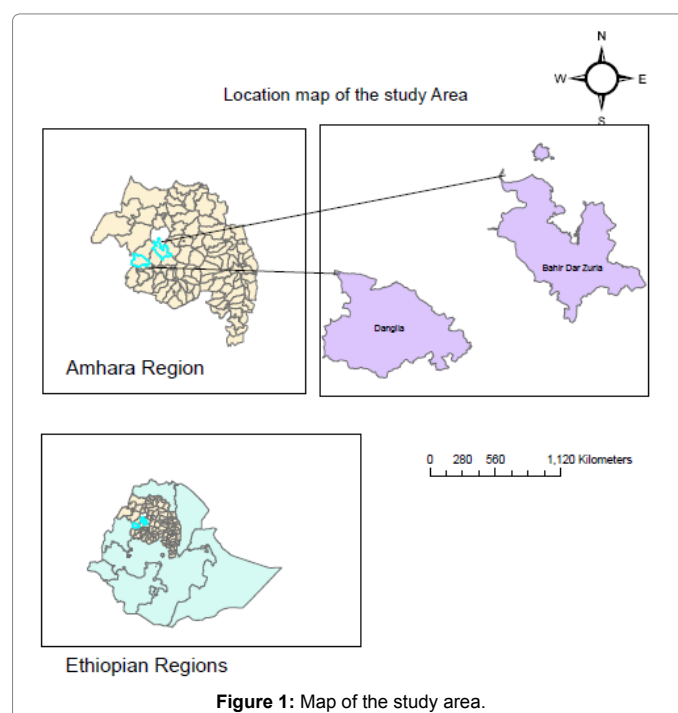 N
Location map of the study Area
W
E
S
Bahir Dar Zuria
Dangila
Amhara Region
0 280 560 1,120 Kilometers
Ethiopian Regions
Figure 1: Map of the study area.